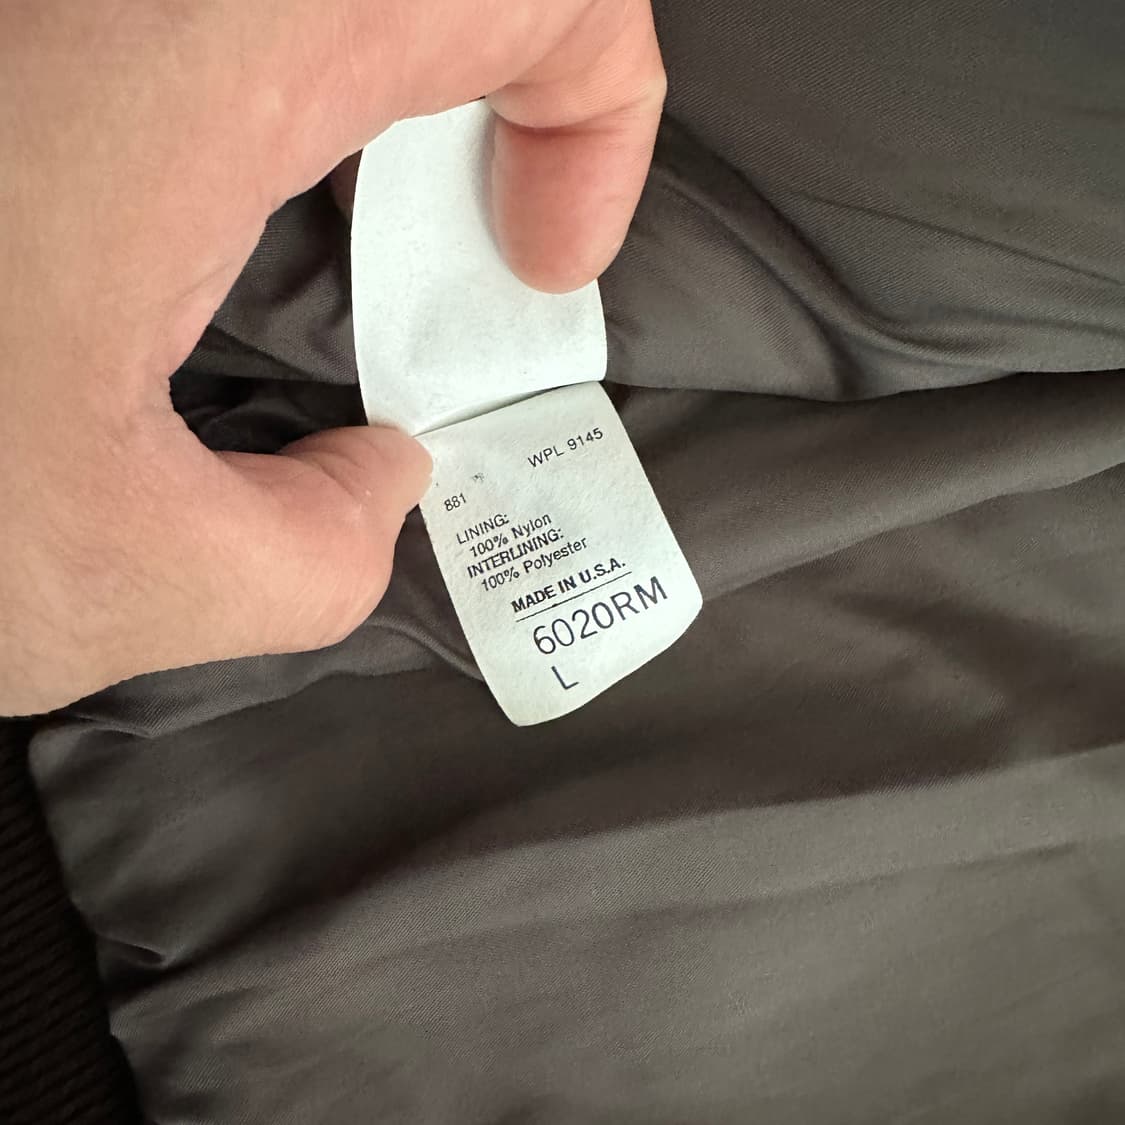 WPL 9145
881
LINING:
100% Nylon
INTERLINING:
100% Polyester
MADE IN U.S.A.
6020RM
L